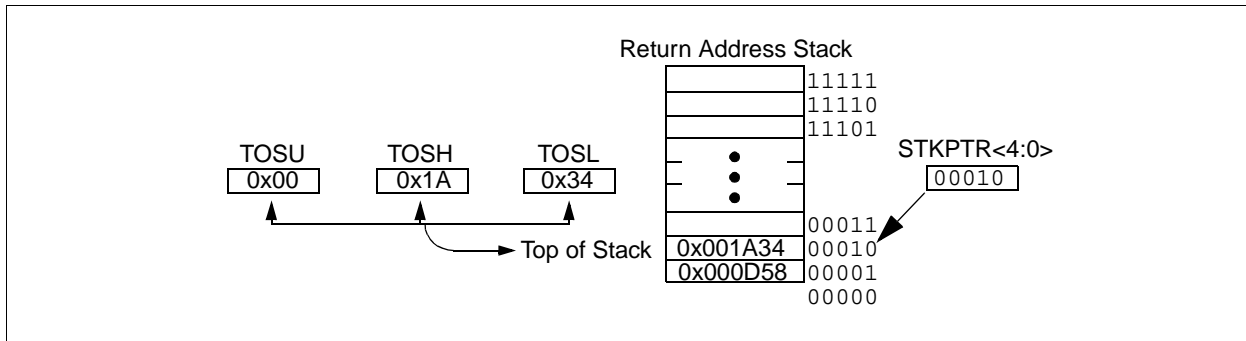 Return Address Stack
11111
11110
11101
TOSU TOSH TOSL
0x00 0x1A 0x34
STKPTR<4:0>
00010
00011
Top of Stack 0x001A34 00010
0x000D58 00001
00000